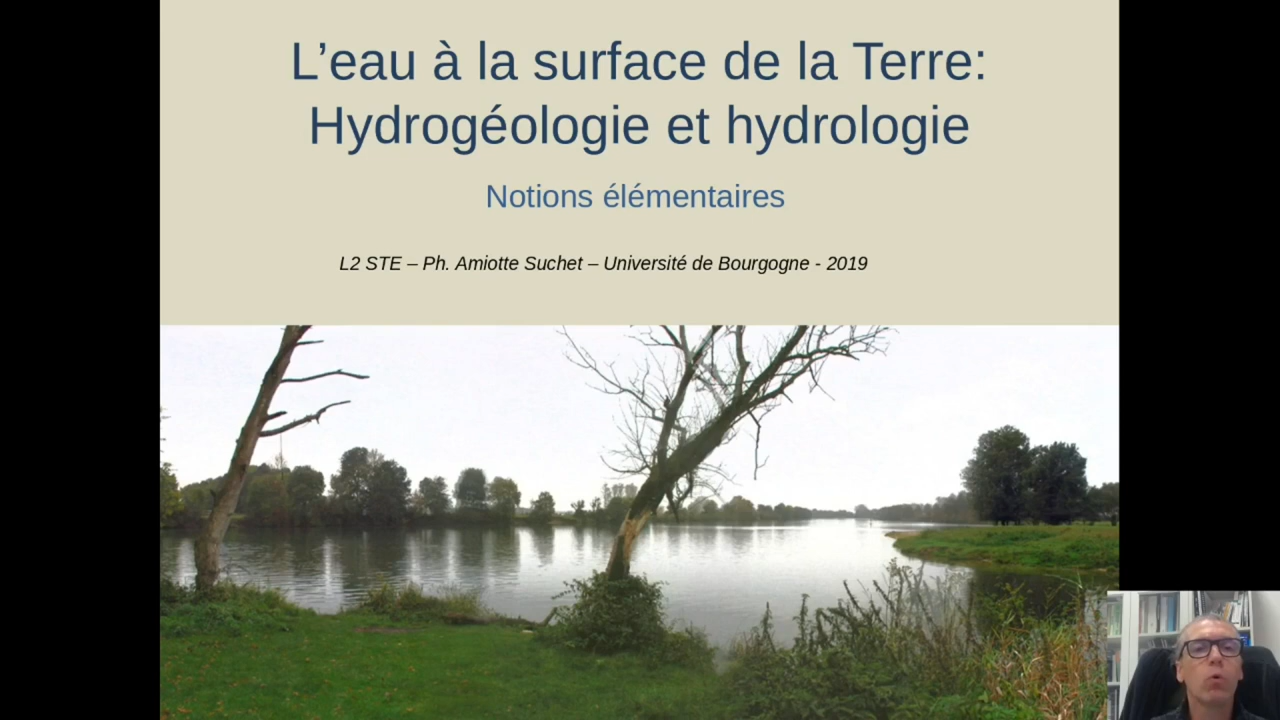 L’eau à la surface de la Terre:
Hydrogéologie et hydrologie
Notions élémentaires
L2 STE – Ph. Amiotte Suchet – Université de Bourgogne - 2019